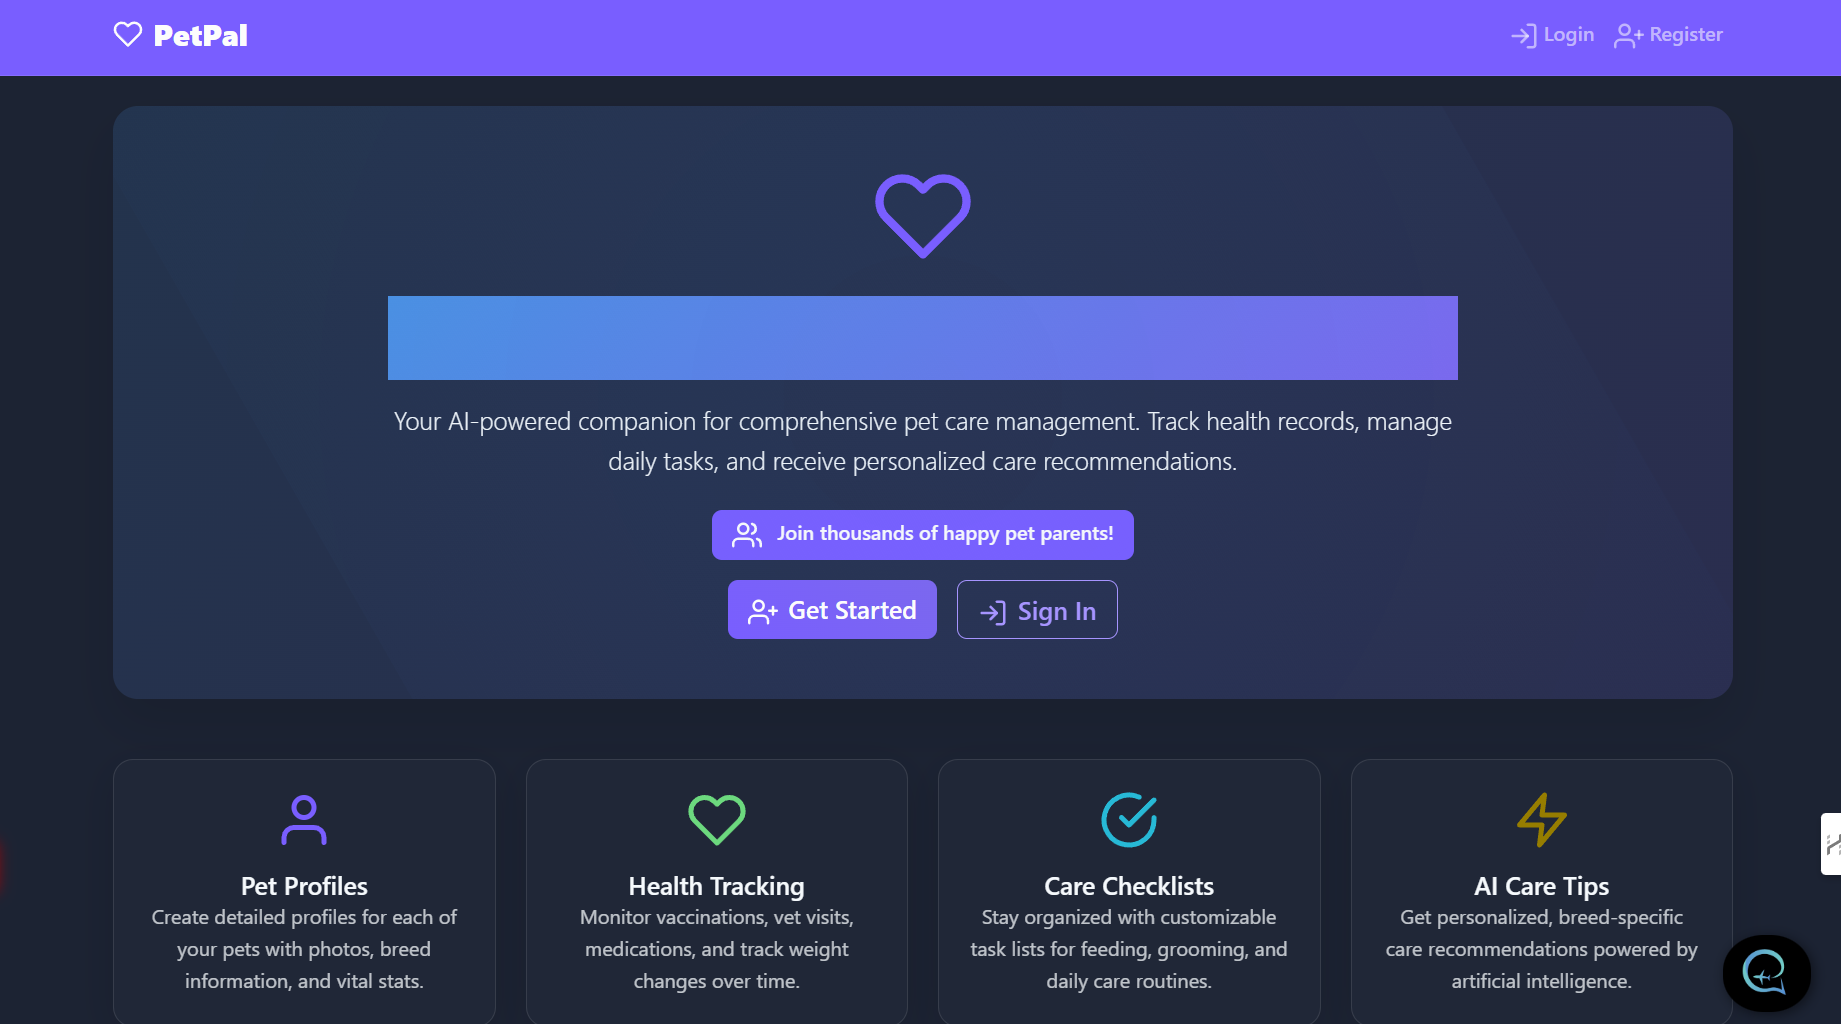 PetPal
Login
Register
Your AI-powered companion for comprehensive pet care management. Track health records, manage
daily tasks, and receive personalized care recommendations.
Join thousands of happy pet parents!
Get Started
Sign In
Pet Profiles
Create detailed profiles for each of
your pets with photos, breed
information, and vital stats.
Health Tracking
Monitor vaccinations, vet visits,
medications, and track weight
changes over time.
Care Checklists
Stay organized with customizable
task lists for feeding, grooming, and
daily care routines.
AI Care Tips
Get personalized, breed-specific
care recommendations powered by
artificial intelligence.